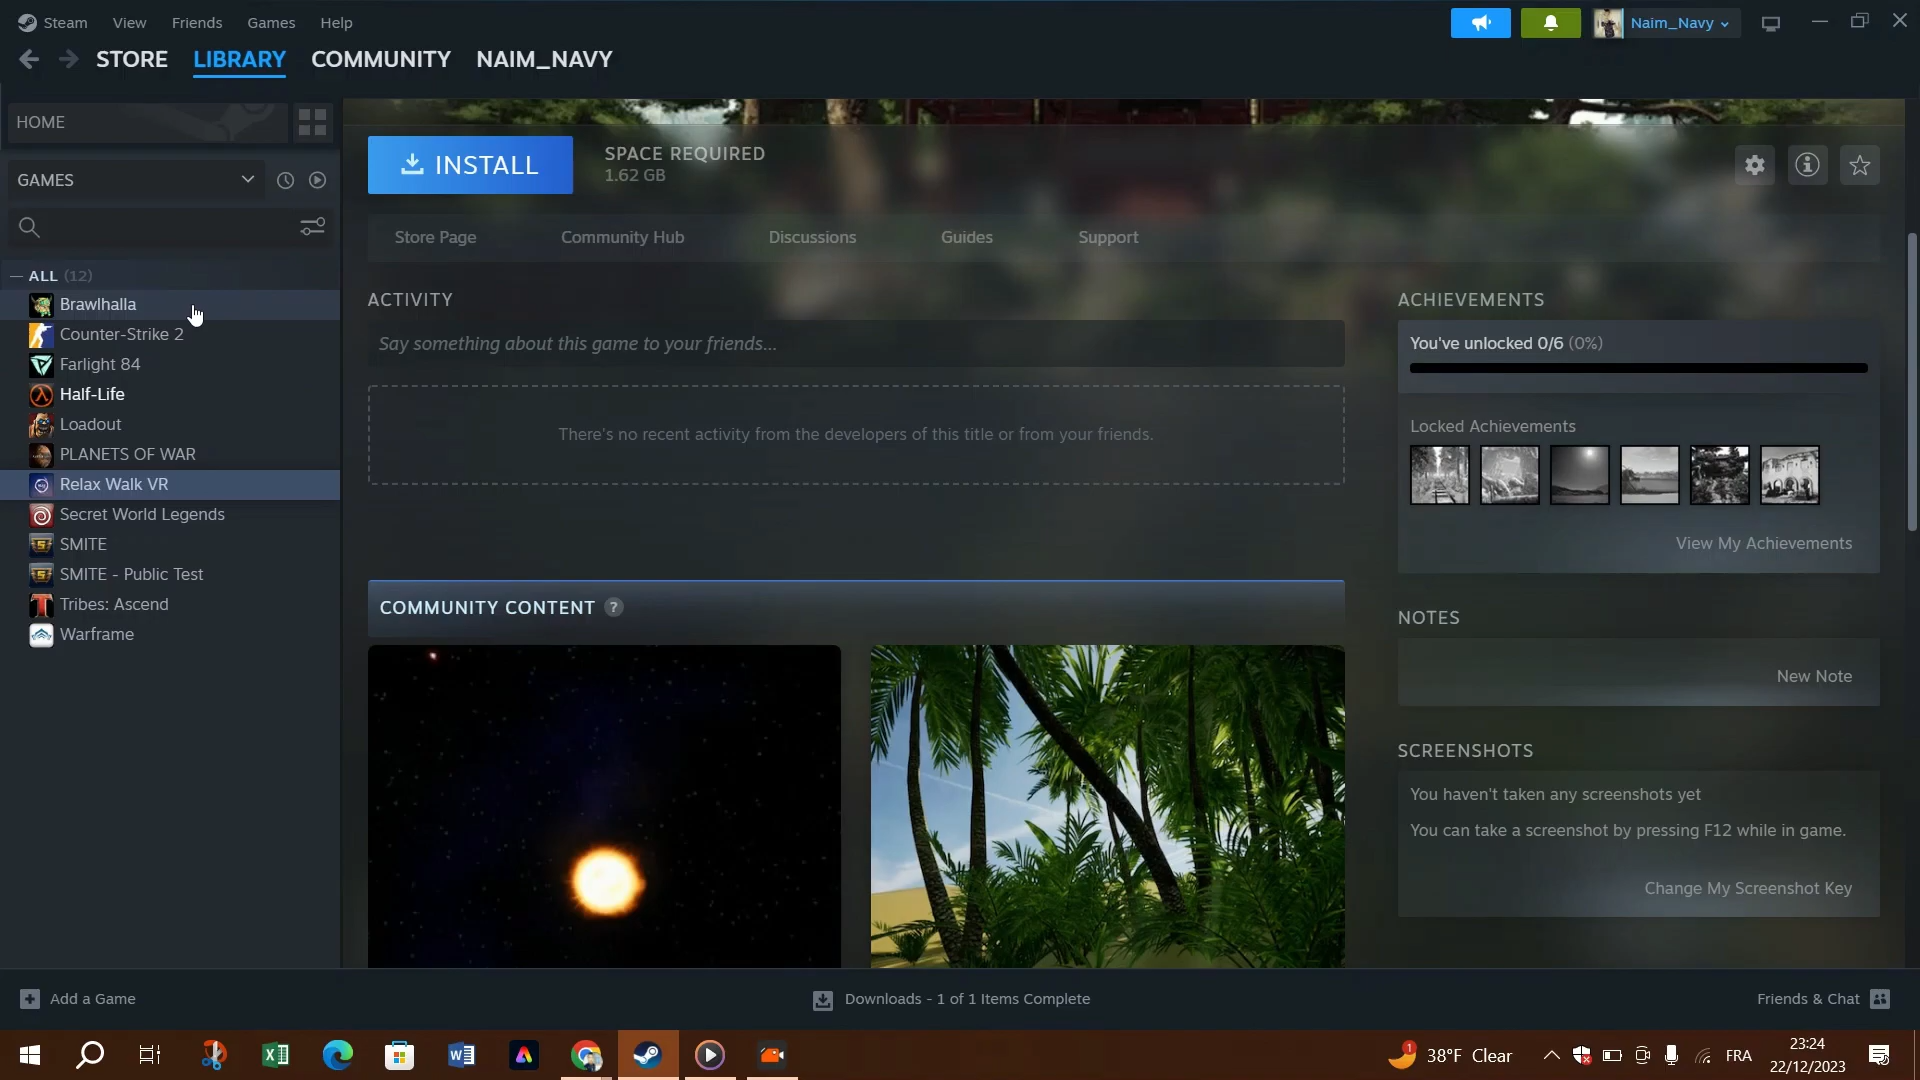 Steam View Friends Games Help
Naim_Navy
STORE LIBRARY COMMUNITY NAIM_NAVY
HOME
GAMES
ALL (12)
Brawlhalla
Counter-Strike 2
Farlight 84
Half-Life
Loadout
PLANETS OF WAR
Relax Walk VR
Secret World Legends
SMITE
SMITE - Public Test
Tribes: Ascend
Warframe
INSTALL
SPACE REQUIRED
1.62 GB
Store Page Community Hub Discussions Guides Support
ACTIVITY
Say something about this game to your friends...
There's no recent activity from the developers of this title or from your friends.
COMMUNITY CONTENT ?
ACHIEVEMENTS
You've unlocked 0/6 (0%)
Locked Achievements
View My Achievements
NOTES
New Note
SCREENSHOTS
You haven't taken any screenshots yet
You can take a screenshot by pressing F12 while in game.
Change My Screenshot Key
Add a Game
Downloads - 1 of 1 Items Complete
Friends & Chat
1
38°F Clear
FRA
23:24
22/12/2023